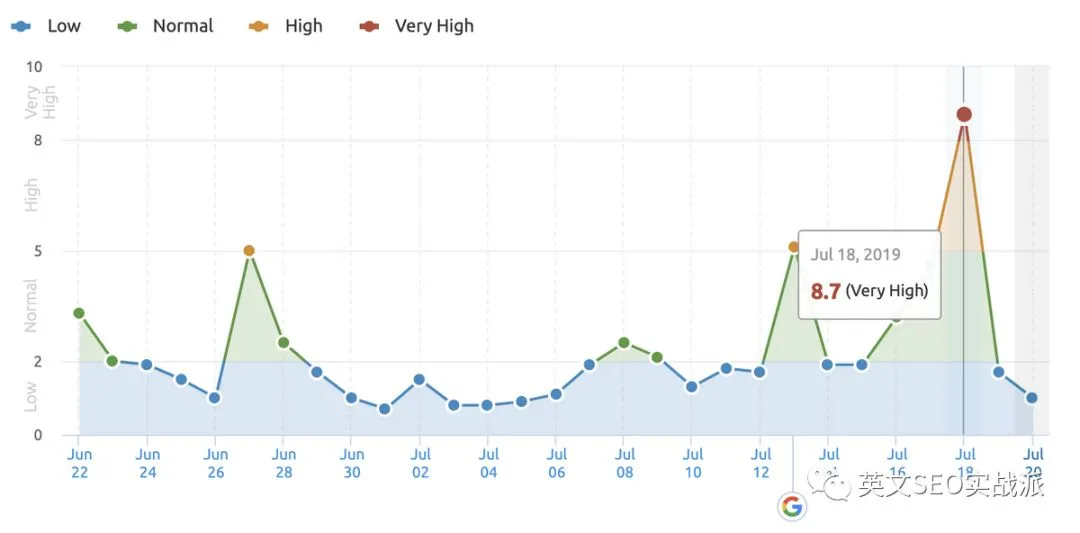 Low Normal High Very High
10
Very High
8
High
5
Normal
2
Low
0
Jul 18, 2019
8.7 (Very High)
Jun 22
Jun 24
Jun 26
Jun 28
Jun 30
Jul 02
Jul 04
Jul 06
Jul 08
Jul 10
Jul 12
Jul
Jul 16
Jul 18
Jul 20
G
英文SEO实战派